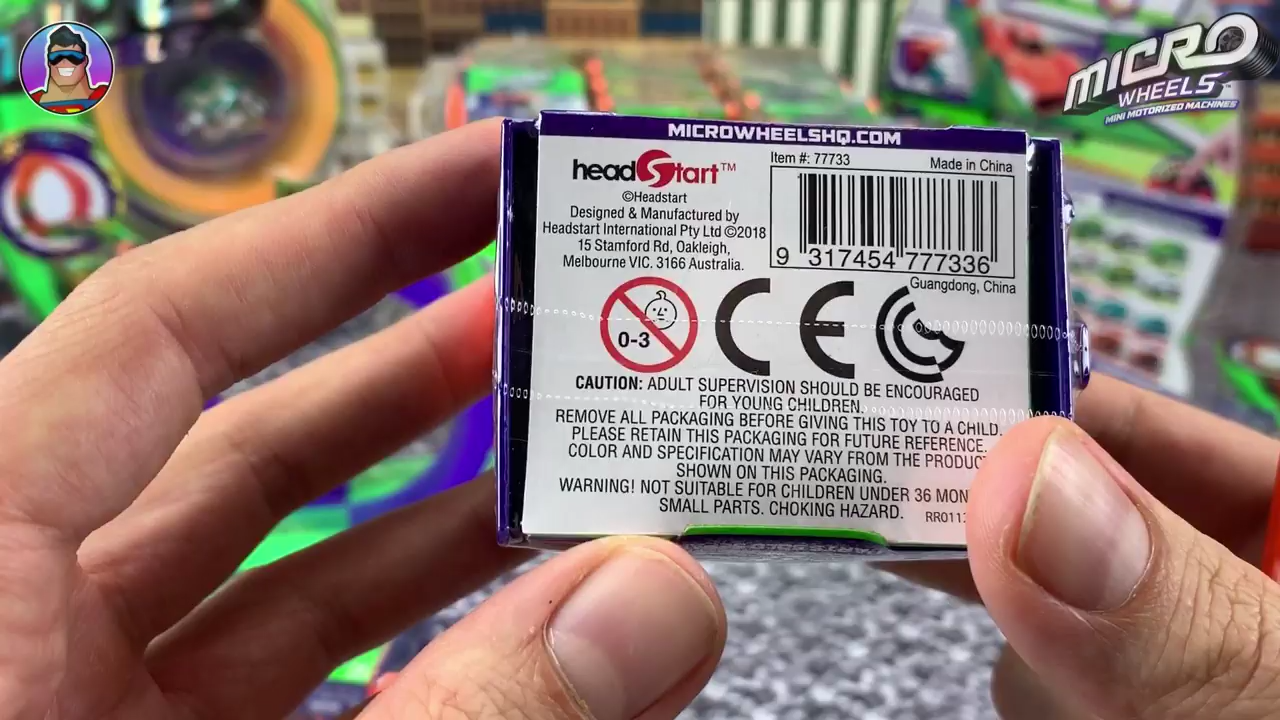 MICRO
WHEELS™
MINI MOTORIZED MACHINES
MICROWHEELSHQ.COM
headStart™
©Headstart
Designed & Manufactured by
Headstart International Pty Ltd ©2018
15 Stamford Rd, Oakleigh,
Melbourne VIC. 3166 Australia.
Item #: 77733 Made in China
9 317454 777336
Guangdong, China
0-3
CE
CAUTION: ADULT SUPERVISION SHOULD BE ENCOURAGED
FOR YOUNG CHILDREN.
REMOVE ALL PACKAGING BEFORE GIVING THIS TOY TO A CHILD.
PLEASE RETAIN THIS PACKAGING FOR FUTURE REFERENCE.
COLOR AND SPECIFICATION MAY VARY FROM THE PRODUC
SHOWN ON THIS PACKAGING.
WARNING! NOT SUITABLE FOR CHILDREN UNDER 36 MON
SMALL PARTS. CHOKING HAZARD.